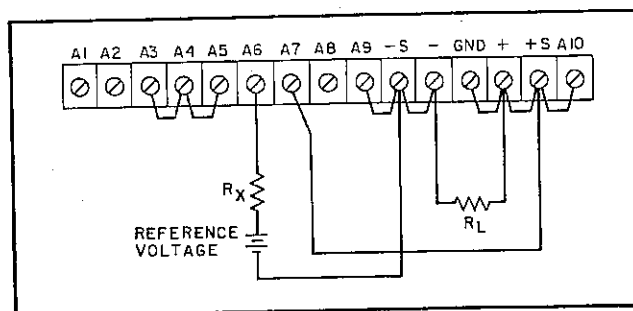 A1 A2 A3 A4 A5 A6 A7 A8 A9 -S - GND + +S A10
RX
REFERENCE
VOLTAGE
RL